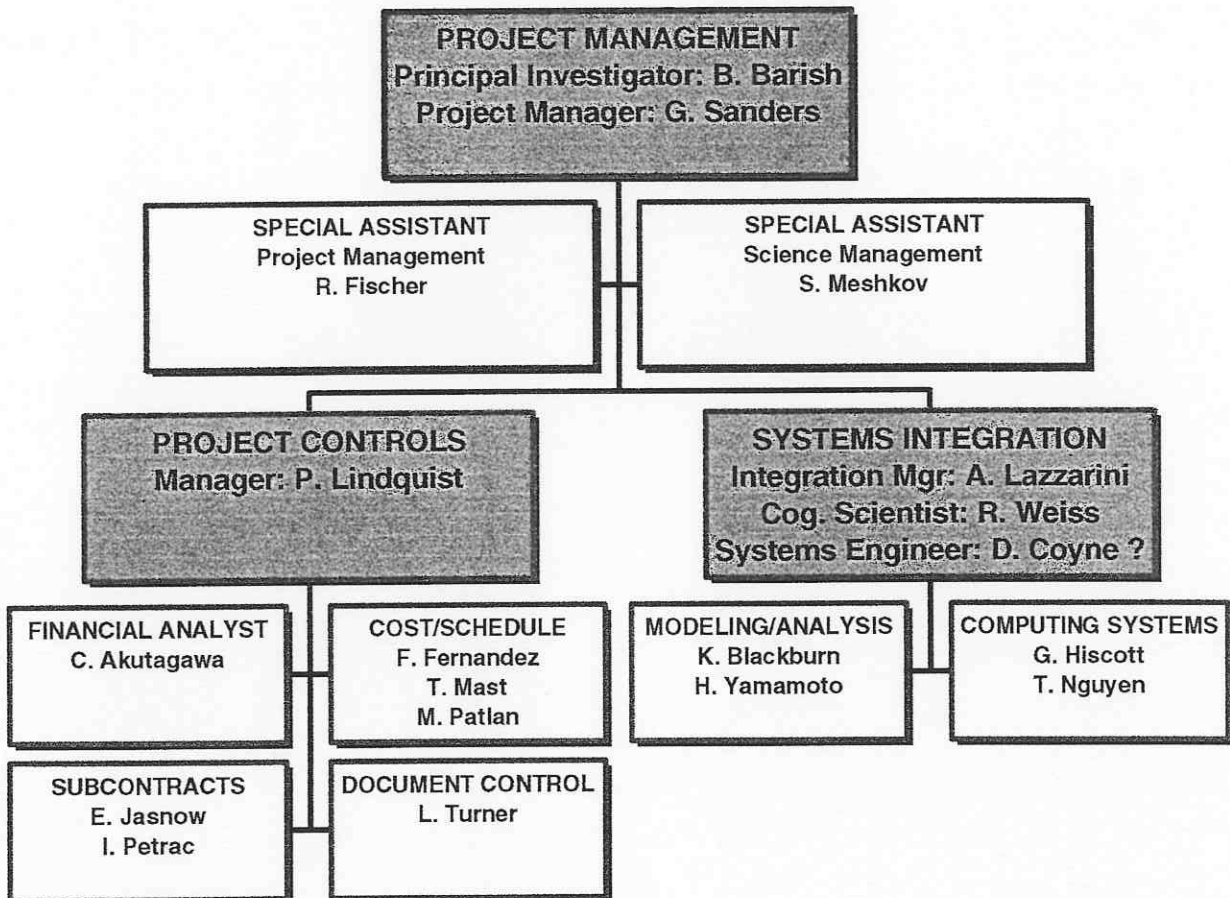 PROJECT MANAGEMENT
Principal Investigator: B. Barish
Project Manager: G. Sanders
SPECIAL ASSISTANT
Project Management
R. Fischer
SPECIAL ASSISTANT
Science Management
S. Meshkov
PROJECT CONTROLS
Manager: P. Lindquist
SYSTEMS INTEGRATION
Integration Mgr: A. Lazzarini
Cog. Scientist: R. Weiss
Systems Engineer: D. Coyne ?
FINANCIAL ANALYST
C. Akutagawa
COST/SCHEDULE
F. Fernandez
T. Mast
M. Patlan
MODELING/ANALYSIS
K. Blackburn
H. Yamamoto
COMPUTING SYSTEMS
G. Hiscott
T. Nguyen
SUBCONTRACTS
E. Jasnow
I. Petrac
DOCUMENT CONTROL
L. Turner